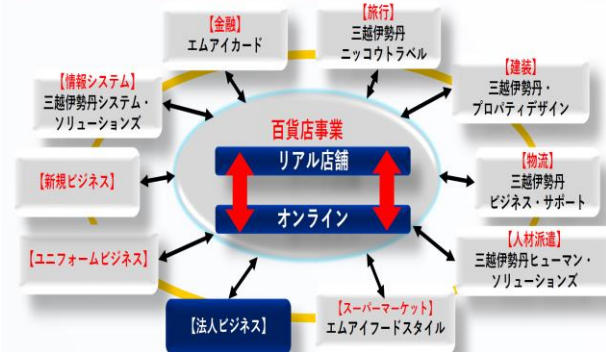 【金融】
エムアイカード
【旅行】
三越伊勢丹
ニッコウトラベル
【情報システム】
三越伊勢丹システム・
ソリューションズ
【建装】
三越伊勢丹・
プロパティデザイン
百貨店事業
リアル店舗
オンライン
【新規ビジネス】
【物流】
三越伊勢丹
ビジネス・サポート
【ユニフォームビジネス】
【人材派遣】
三越伊勢丹ヒューマン・
ソリューションズ
【法人ビジネス】
【スーパーマーケット】
エムアイフードスタイル